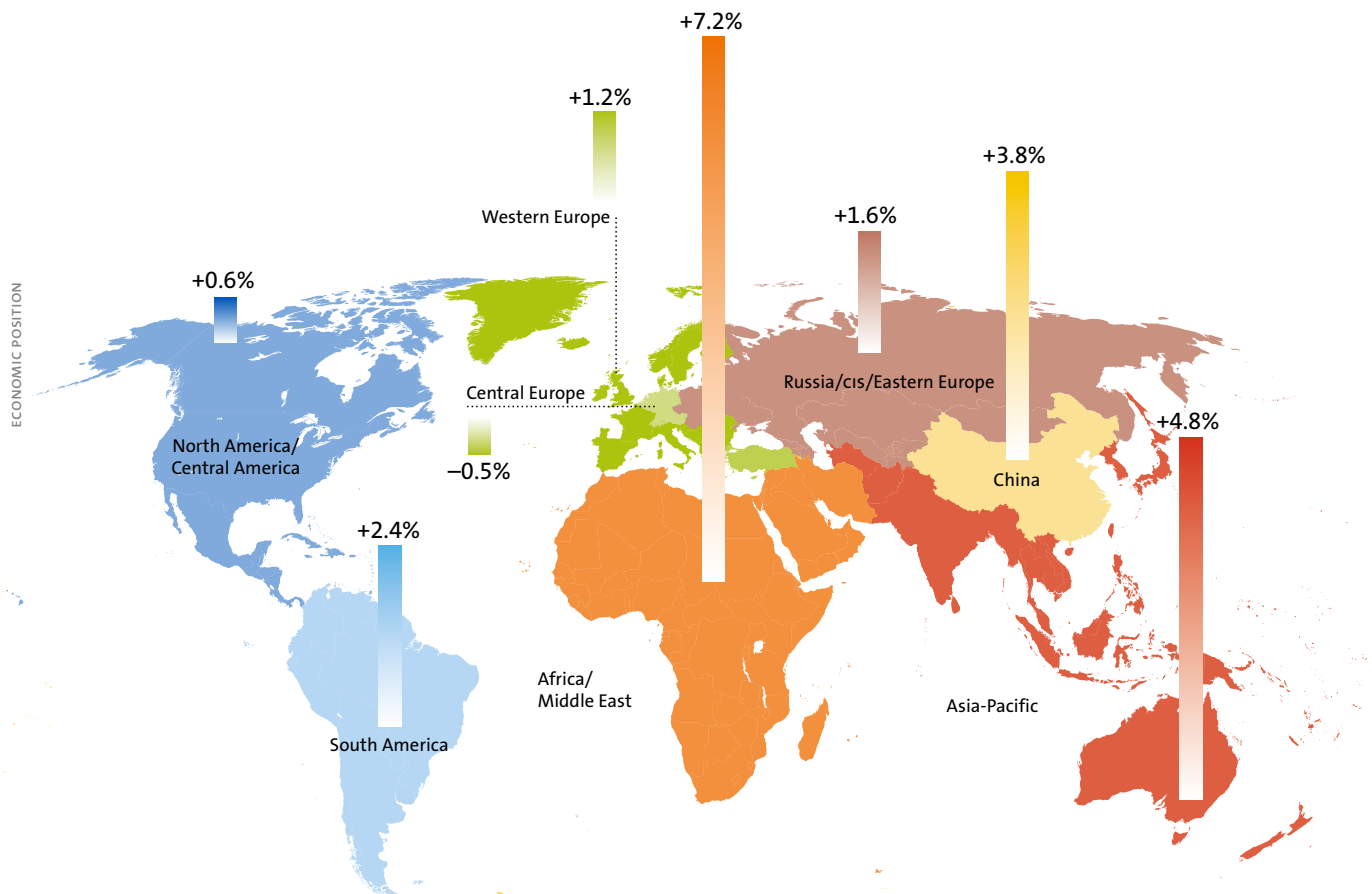 +7.2%
+1.2%
+3.8%
+1.6%
Western Europe
+0.6%
ECONOMIC POSITION
Central Europe
Russia/CIS/Eastern Europe
+4.8%
North America/
Central America
−0.5%
China
+2.4%
Africa/
Middle East
Asia-Pacific
South America